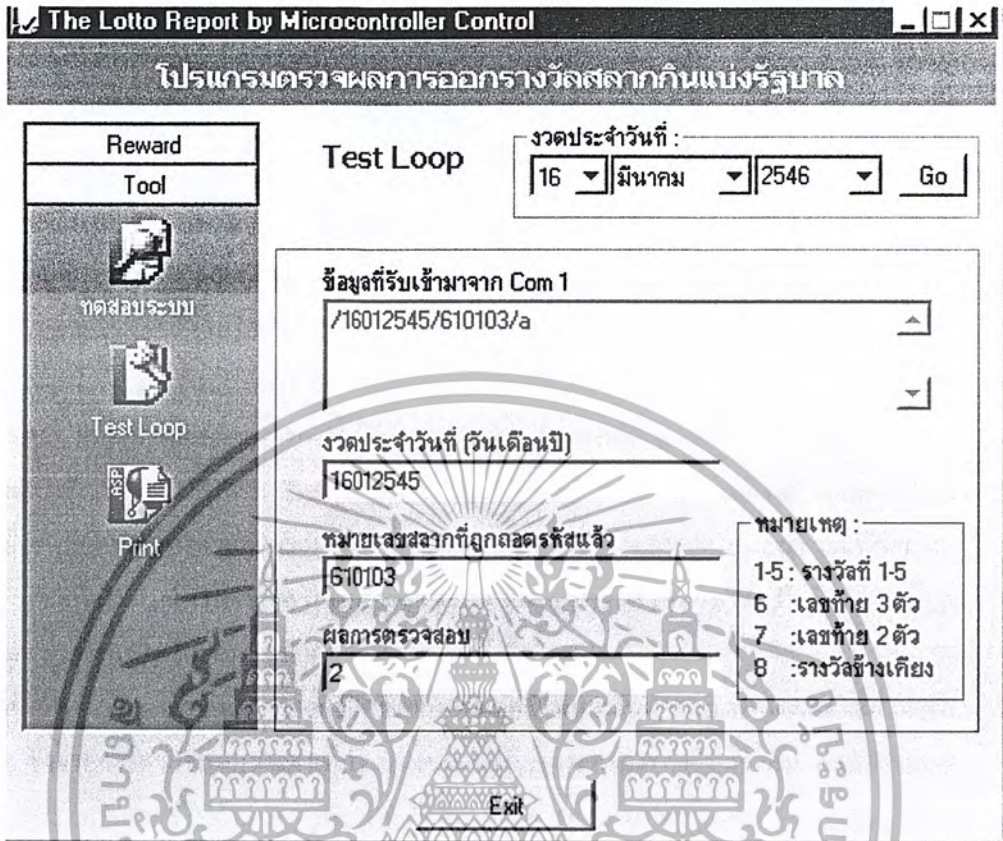 The Lotto Report by Microcontroller Control
โปรแกรมตรวจผลการออกรางวัลสลากกินแบ่งรัฐบาล
Reward
Tool
ทดสอบระบบ
Test Loop
ASP
Print
Test Loop
งวดประจำวันที่ :
16 มีนาคม 2546 Go
ข้อมูลที่รับเข้ามาจาก Com 1
/16012545/610103/a
งวดประจำวันที่ (วันเดือนปี)
16012545
หมายเลขสลากที่ถูกถอดรหัสแล้ว
610103
ผลการตรวจสอบ
2
หมายเหตุ :
1-5 : รางวัลที่ 1-5
6 :เลขท้าย 3 ตัว
7 :เลขท้าย 2 ตัว
8 :รางวัลข้างเคียง
Exit